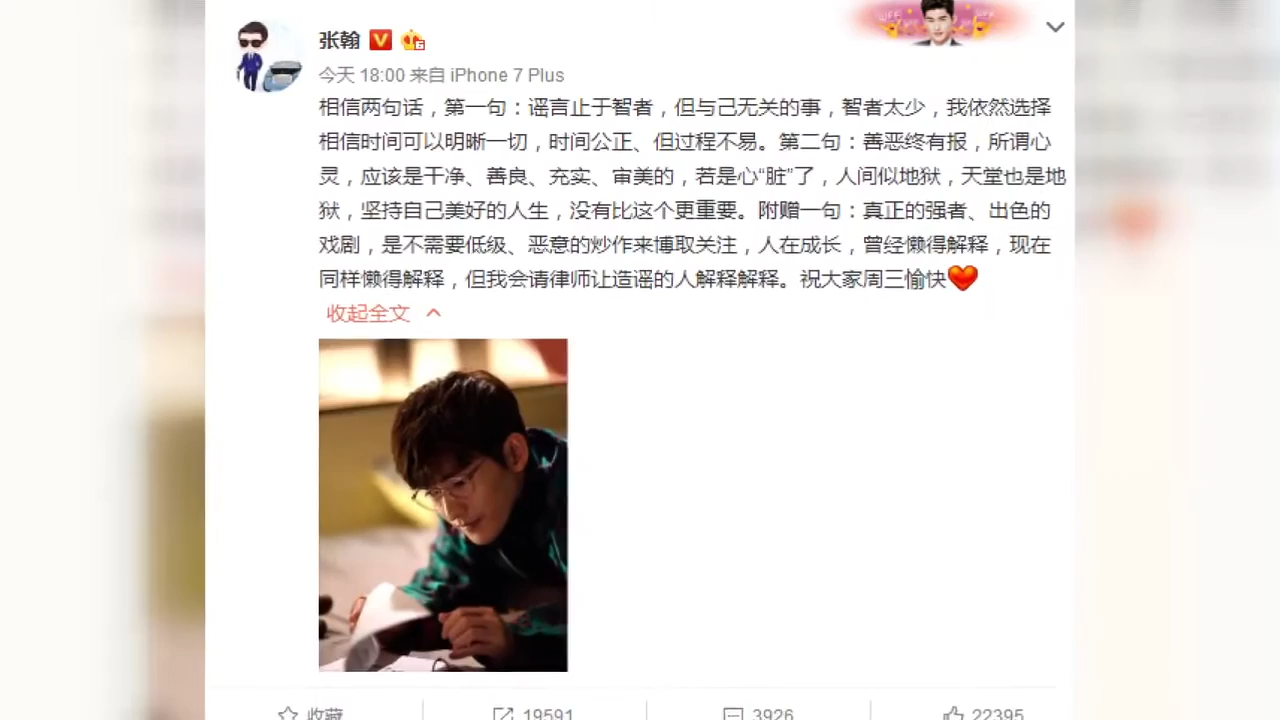 张翰
今天 18:00 来自 iPhone 7 Plus
相信两句话，第一句：谣言止于智者，但与己无关的事，智者太少，我依然选择
相信时间可以明晰一切，时间公正、但过程不易。第二句：善恶终有报，所谓心
灵，应该是干净、善良、充实、审美的，若是心“脏”了，人间似地狱，天堂也是地
狱，坚持自己美好的人生，没有比这个更重要。附赠一句：真正的强者、出色的
戏剧，是不需要低级、恶意的炒作来博取关注，人在成长，曾经懒得解释，现在
同样懒得解释，但我会请律师让造谣的人解释解释。祝大家周三愉快
收起全文
收藏 19591 3926 22395